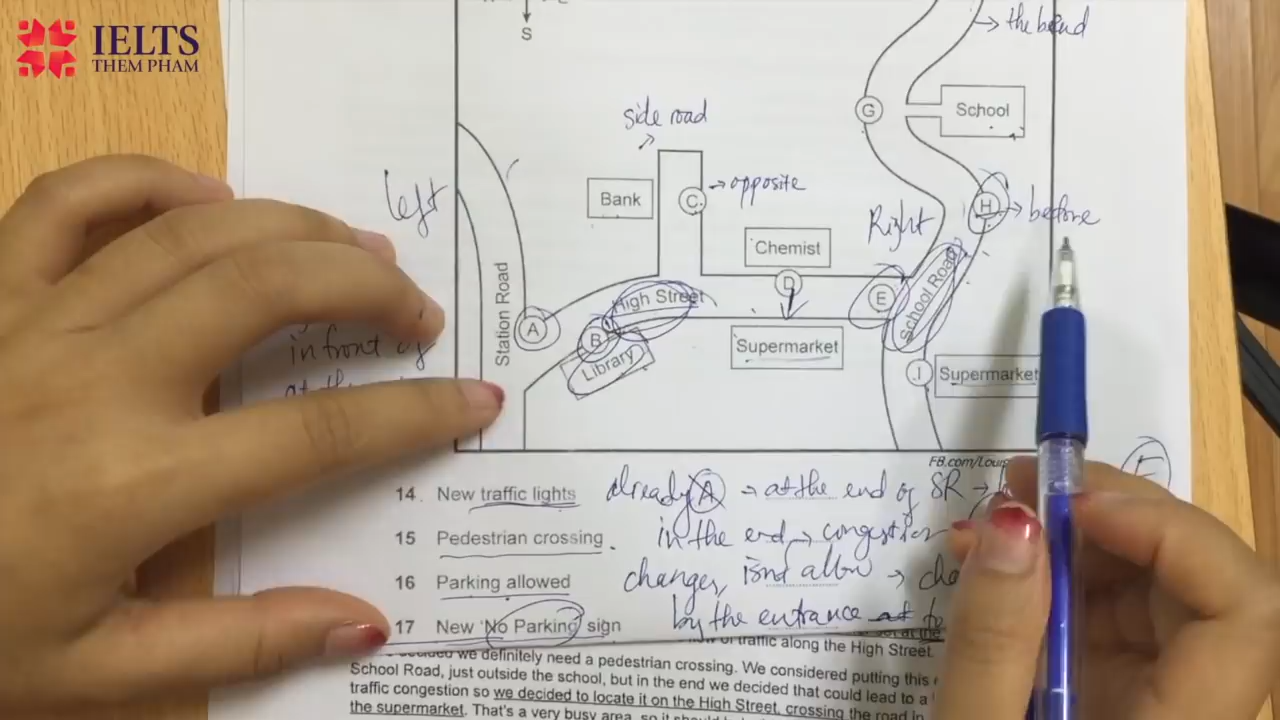 IELTS
THEM PHAM
S
the bend
G
School
side road
left
Bank
C
→ opposite
H
→ before
Right
Chemist
D
Station Road
High Street
E
School Road
A
B
Library
Supermarket
I
Supermarket
in front of
at the
FB.com/Louis
14. New traffic lights already A → at the end of SR →
15 Pedestrian crossing. in the end → congestion
16 Parking allowed changes, isnd allow →
17 New 'No Parking' sign by the entrance at
of traffic along the High Street.
we definitely need a pedestrian crossing. We considered putting this
School Road, just outside the school, but in the end we decided that could lead to a
traffic congestion so we decided to locate it on the High Street, crossing the road in
the supermarket. That's a very busy area, so it should